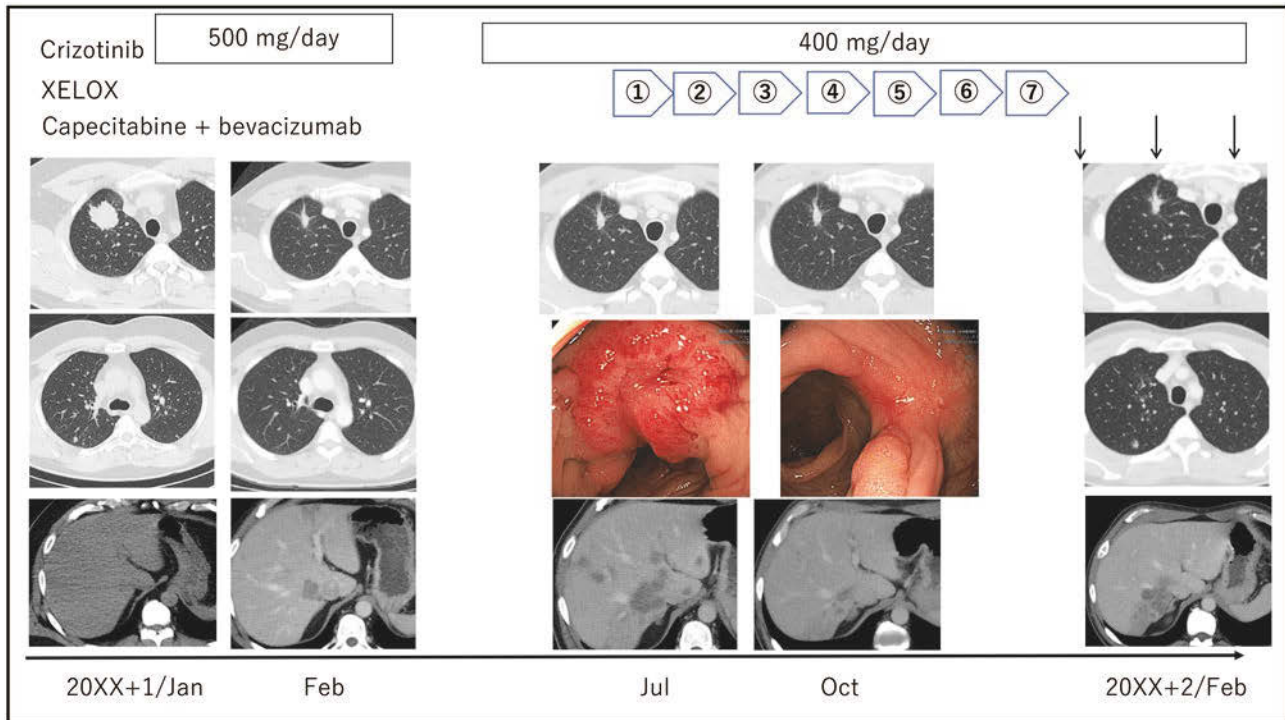 Crizotinib
500 mg/day
400 mg/day
XELOX
① ② ③ ④ ⑤ ⑥ ⑦
Capecitabine + bevacizumab
20XX+1/Jan
Feb
Jul
Oct
20XX+2/Feb